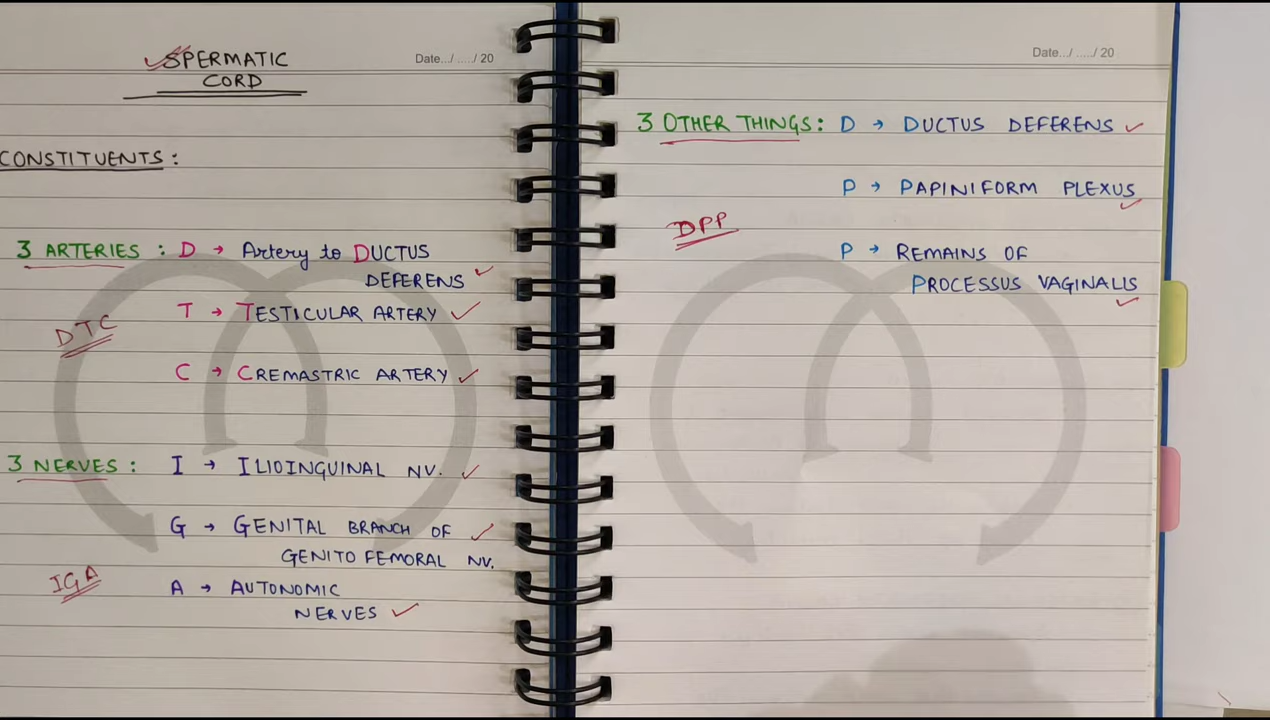 SPERMATIC
CORD
Date.../ ...../ 20
CONSTITUENTS:
3 ARTERIES: D → Artery to DUCTUS
DEFERENS
T → TESTICULAR ARTERY
DTC
C → CREMASTRIC ARTERY
3 NERVES: I → ILIOINGUINAL NV.
G → GENITAL BRANCH OF
GENITO FEMORAL NV.
IGA
A → AUTONOMIC
NERVES
Date.../ ...../ 20
3 OTHER THINGS: D → DUCTUS DEFERENS
P → PAPINIFORM PLEXUS
DPP
P → REMAINS OF
PROCESSUS VAGINALIS